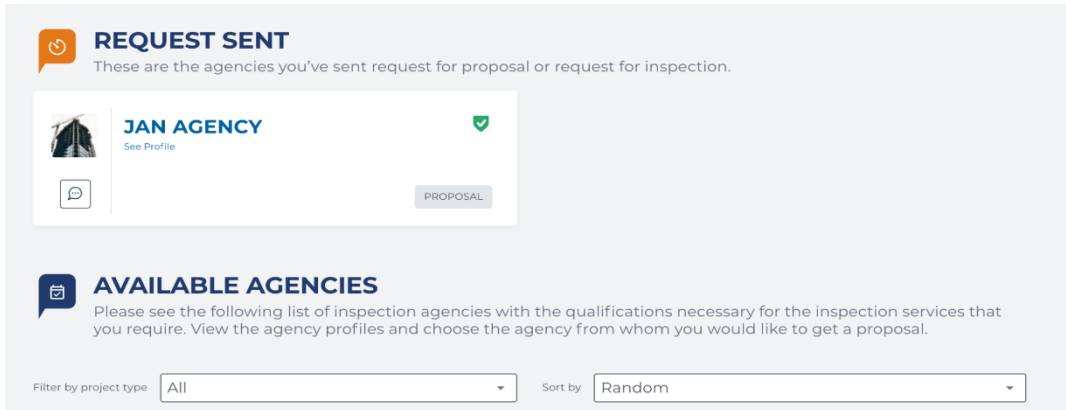 REQUEST SENT
These are the agencies you’ve sent request for proposal or request for inspection.
JAN AGENCY
See Profile
PROPOSAL
AVAILABLE AGENCIES
Please see the following list of inspection agencies with the qualifications necessary for the inspection services that
you require. View the agency profiles and choose the agency from whom you would like to get a proposal.
Filter by project type All Sort by Random